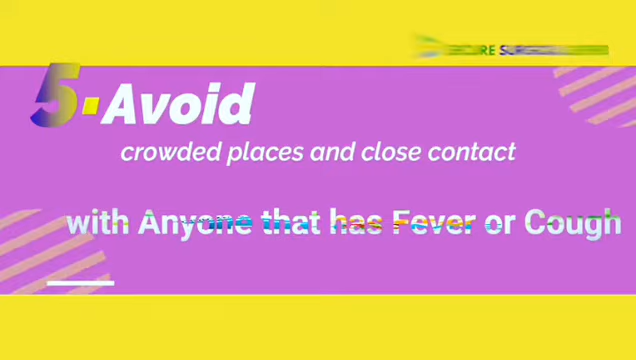 5. Avoid
crowded places and close contact
with Anyone that has Fever or Cough